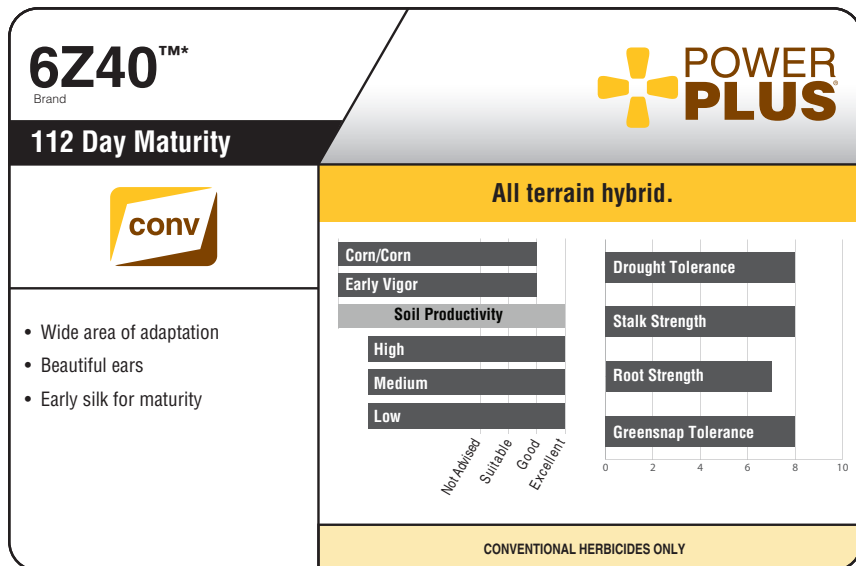 6Z40™*
Brand
112 Day Maturity
POWER
PLUS®
conv
All terrain hybrid.
• Wide area of adaptation
• Beautiful ears
• Early silk for maturity
Corn/Corn
Early Vigor
Soil Productivity
High
Medium
Low
Not Advised
Suitable
Good
Excellent
Drought Tolerance
Stalk Strength
Root Strength
Greensnap Tolerance
0 2 4 6 8 10
CONVENTIONAL HERBICIDES ONLY